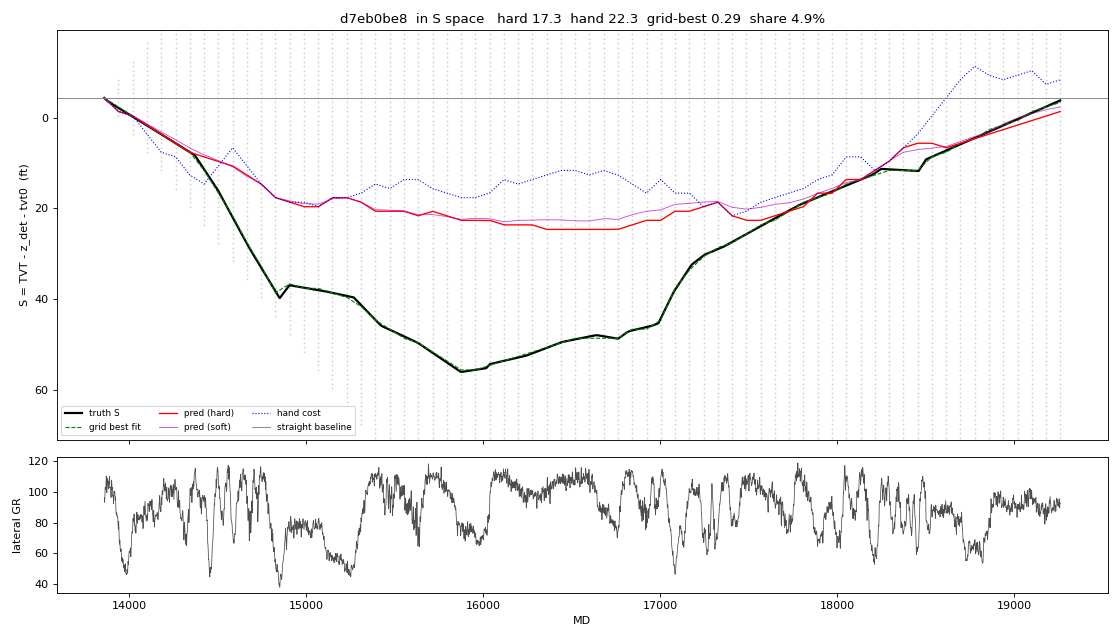 d7eb0be8  in S space   hard 17.3  hand 22.3  grid-best 0.29  share 4.9%
S = TVT - z_det - tvt0  (ft)
0
20
40
60
truth S
grid best fit
pred (hard)
pred (soft)
hand cost
straight baseline
lateral GR
120
100
80
60
40
14000
15000
16000
17000
18000
19000
MD